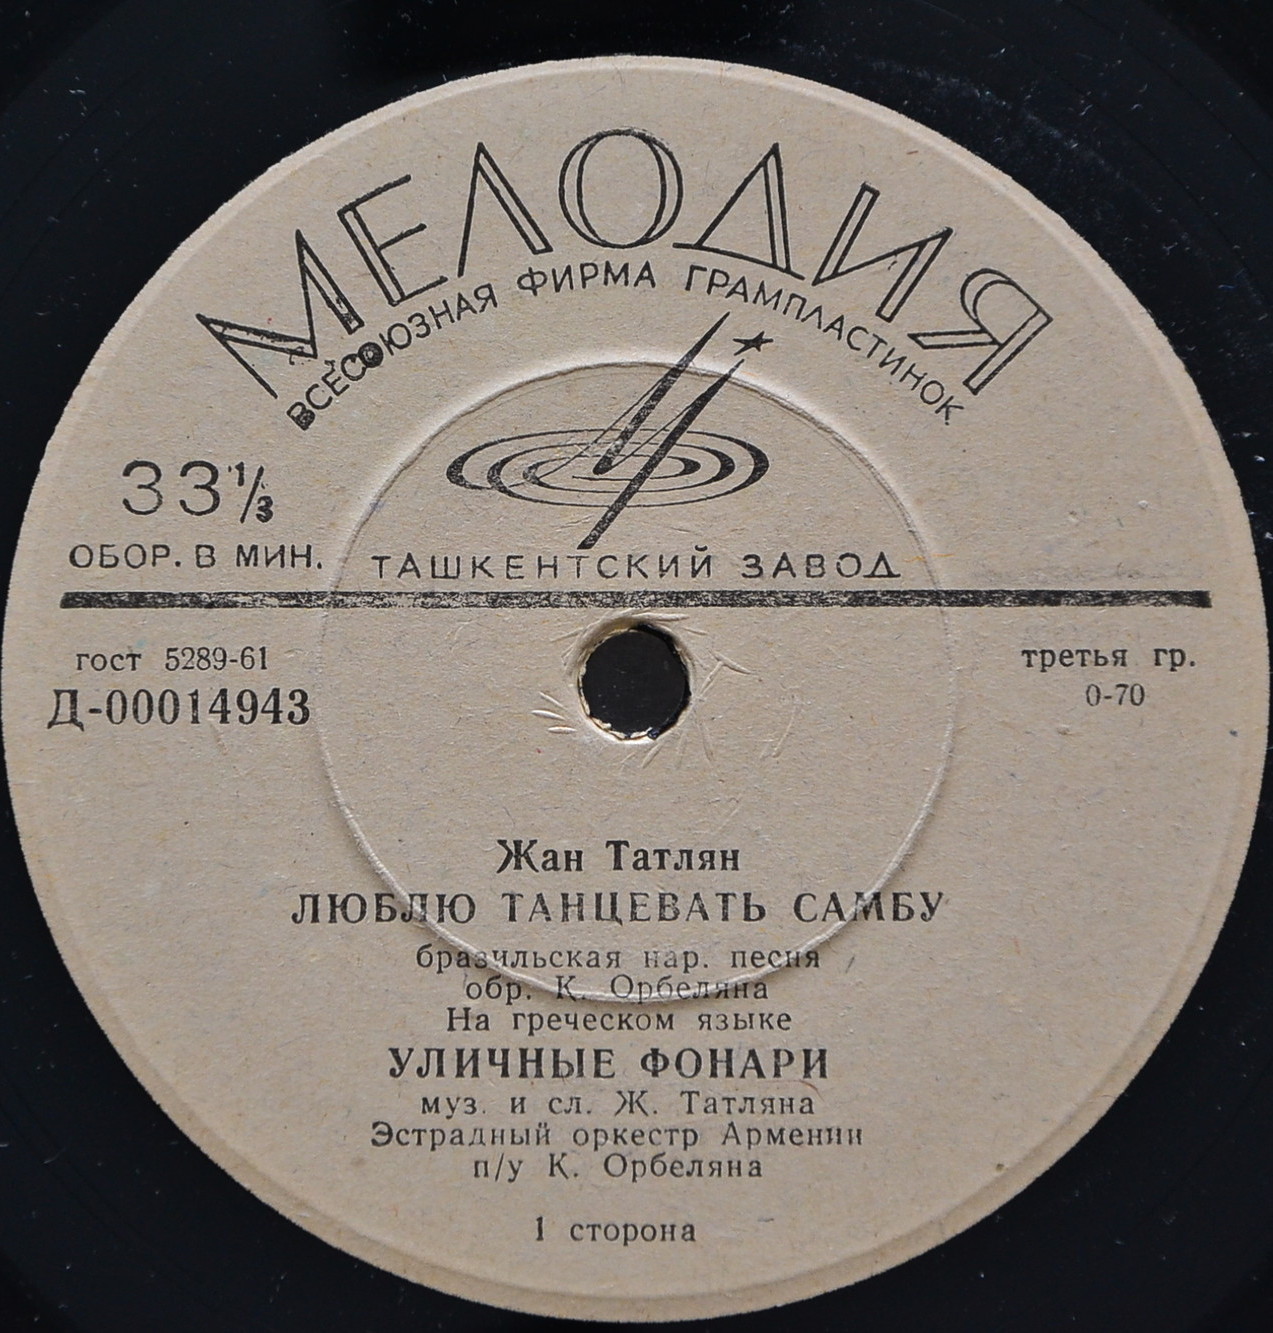 МЕЛОДИЯ
ВСЕСОЮЗНАЯ ФИРМА ГРАМПЛАСТИНОК
33 1/3
ОБОР. В МИН.
ТАШКЕНТСКИЙ ЗАВОД
гост 5289-61
Д-00014943
третья гр.
0-70
Жан Татлян
ЛЮБЛЮ ТАНЦЕВАТЬ САМБУ
бразильская нар. песня
обр. К. Орбеляна
На греческом языке
УЛИЧНЫЕ ФОНАРИ
муз. и сл. Ж. Татляна
Эстрадный оркестр Армении
п/у К. Орбеляна
1 сторона